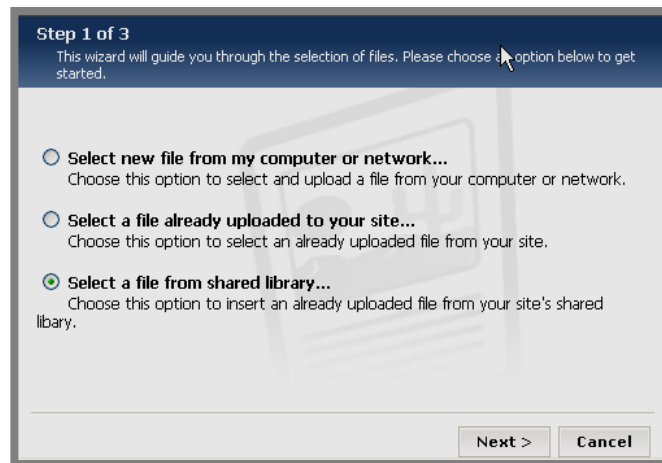 Step 1 of 3
This wizard will guide you through the selection of files. Please choose an option below to get
started.
Select new file from my computer or network...
Choose this option to select and upload a file from your computer or network.
Select a file already uploaded to your site...
Choose this option to select an already uploaded file from your site.
Select a file from shared library...
Choose this option to insert an already uploaded file from your site's shared
libary.
Next >
Cancel